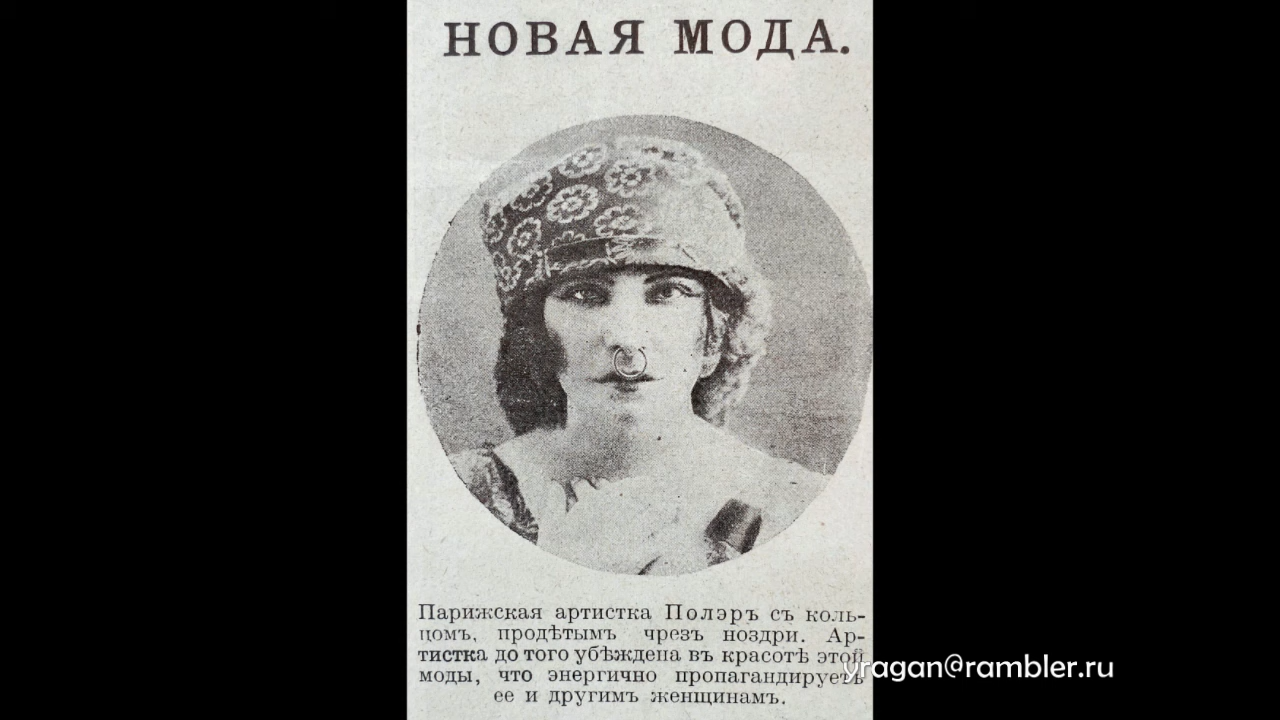 НОВАЯ МОДА.
Парижская артистка Полэръ съ коль-
цомъ, продѣтымъ чрезъ ноздри. Ар-
тистка до того убѣждена въ красотѣ этой
моды, что энергично пропагандируетъ
ее и другимъ женщинамъ.
yragan@rambler.ru